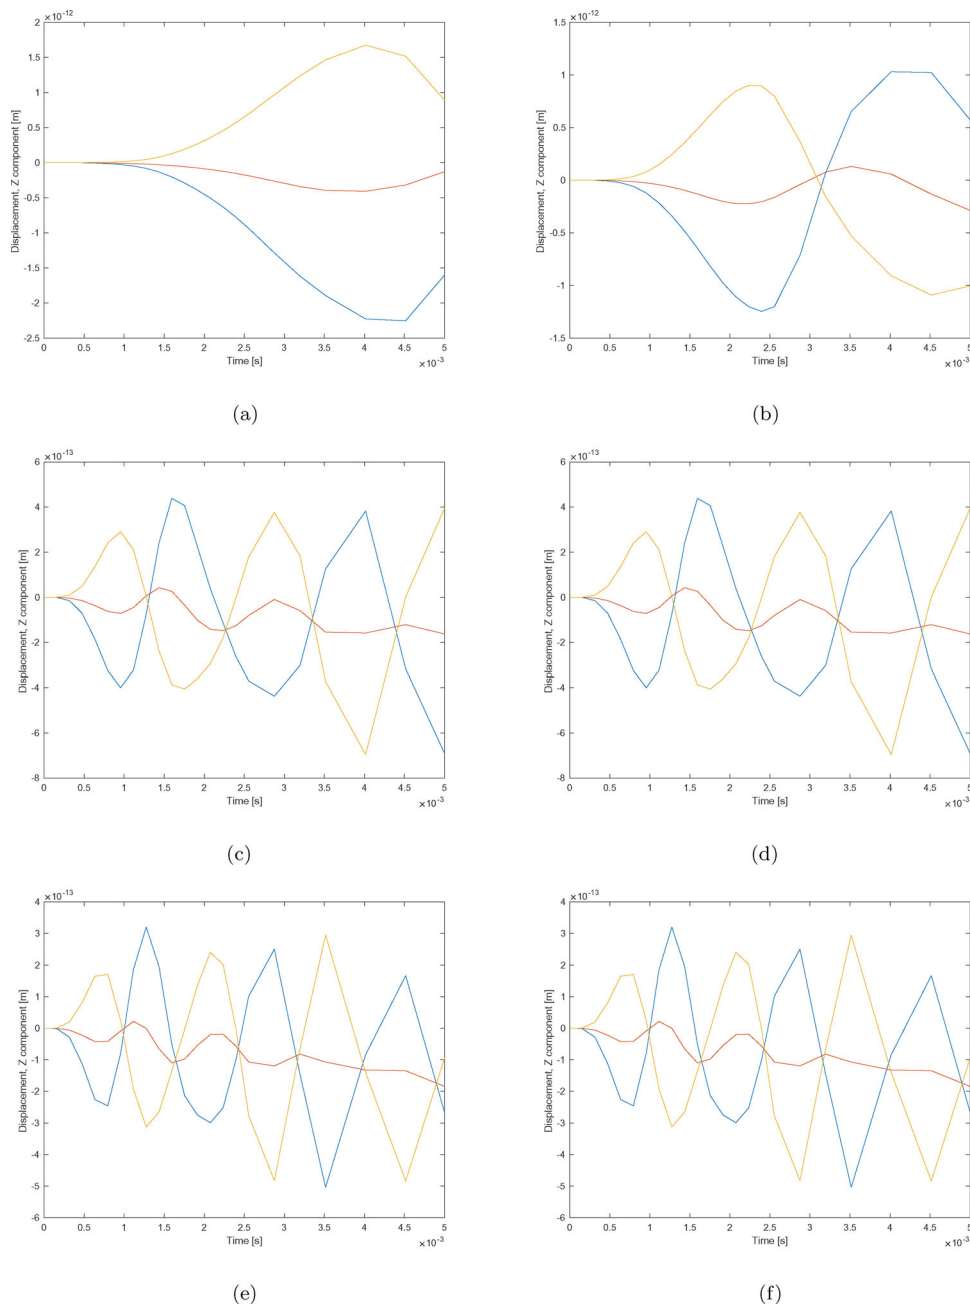 ×10⁻¹²
2
1.5
1
0.5
0
-0.5
-1
-1.5
-2
-2.5
Displacement, Z component [m]
0 0.5 1 1.5 2 2.5 3 3.5 4 4.5 5
Time [s]
×10⁻³
(a)
×10⁻¹²
1.5
1
0.5
0
-0.5
-1
-1.5
Displacement, Z component [m]
0 0.5 1 1.5 2 2.5 3 3.5 4 4.5 5
Time [s]
×10⁻³
(b)
×10⁻¹³
6
4
2
0
-2
-4
-6
-8
Displacement, Z component [m]
0 0.5 1 1.5 2 2.5 3 3.5 4 4.5 5
Time [s]
×10⁻³
(c)
×10⁻¹³
6
4
2
0
-2
-4
-6
-8
Displacement, Z component [m]
0 0.5 1 1.5 2 2.5 3 3.5 4 4.5 5
Time [s]
×10⁻³
(d)
×10⁻¹³
4
3
2
1
0
-1
-2
-3
-4
-5
-6
Displacement, Z component [m]
0 0.5 1 1.5 2 2.5 3 3.5 4 4.5 5
Time [s]
×10⁻³
(e)
×10⁻¹³
4
3
2
1
0
-1
-2
-3
-4
-5
-6
Displacement, Z component [m]
0 0.5 1 1.5 2 2.5 3 3.5 4 4.5 5
Time [s]
×10⁻³
(f)